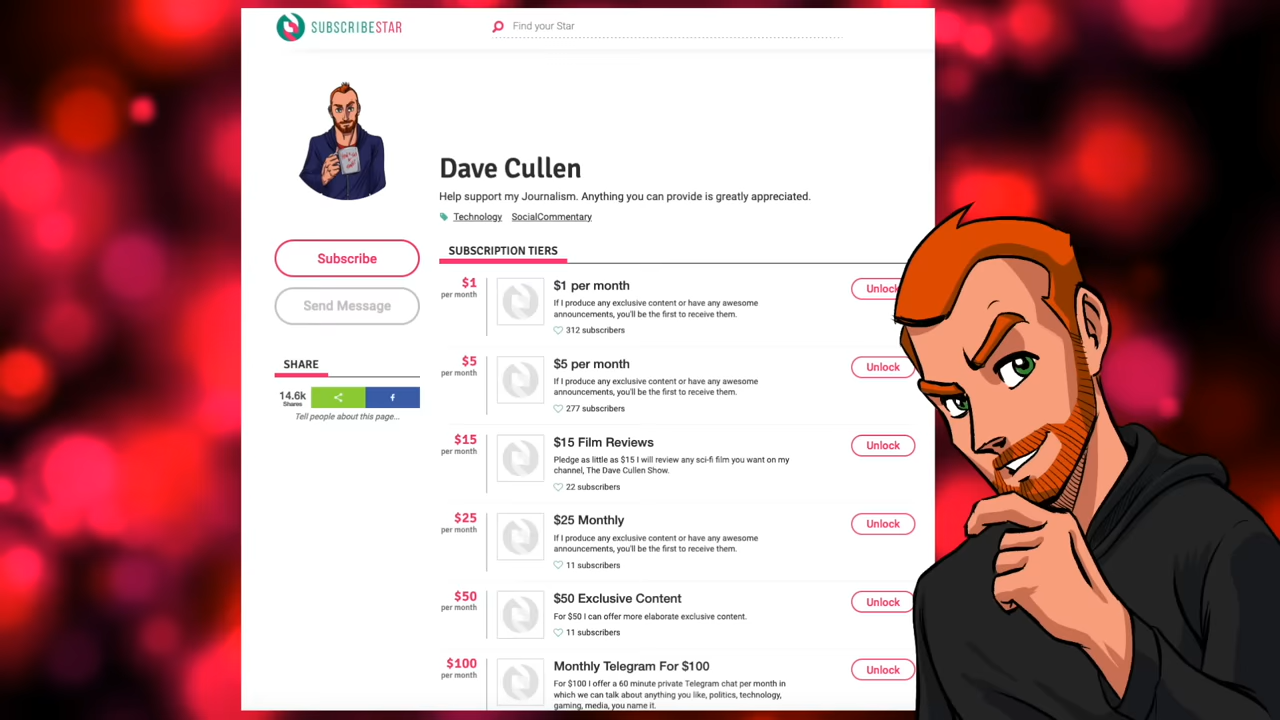 SUBSCRIBESTAR
Find your Star
Dave Cullen
Help support my Journalism. Anything you can provide is greatly appreciated.
Technology SocialCommentary
Subscribe
Send Message
SHARE
14.6k
Shares
Tell people about this page...
SUBSCRIPTION TIERS
$1
per month
$1 per month
If I produce any exclusive content or have any awesome
announcements, you'll be the first to receive them.
312 subscribers
Unlock
$5
per month
$5 per month
If I produce any exclusive content or have any awesome
announcements, you'll be the first to receive them.
277 subscribers
Unlock
$15
per month
$15 Film Reviews
Pledge as little as $15 I will review any sci-fi film you want on my
channel, The Dave Cullen Show.
22 subscribers
Unlock
$25
per month
$25 Monthly
If I produce any exclusive content or have any awesome
announcements, you'll be the first to receive them.
11 subscribers
Unlock
$50
per month
$50 Exclusive Content
For $50 I can offer more elaborate exclusive content.
11 subscribers
Unlock
$100
per month
Monthly Telegram For $100
For $100 I offer a 60 minute private Telegram chat per month in
which we can talk about anything you like, politics, technology,
gaming, media, you name it.
Unlock